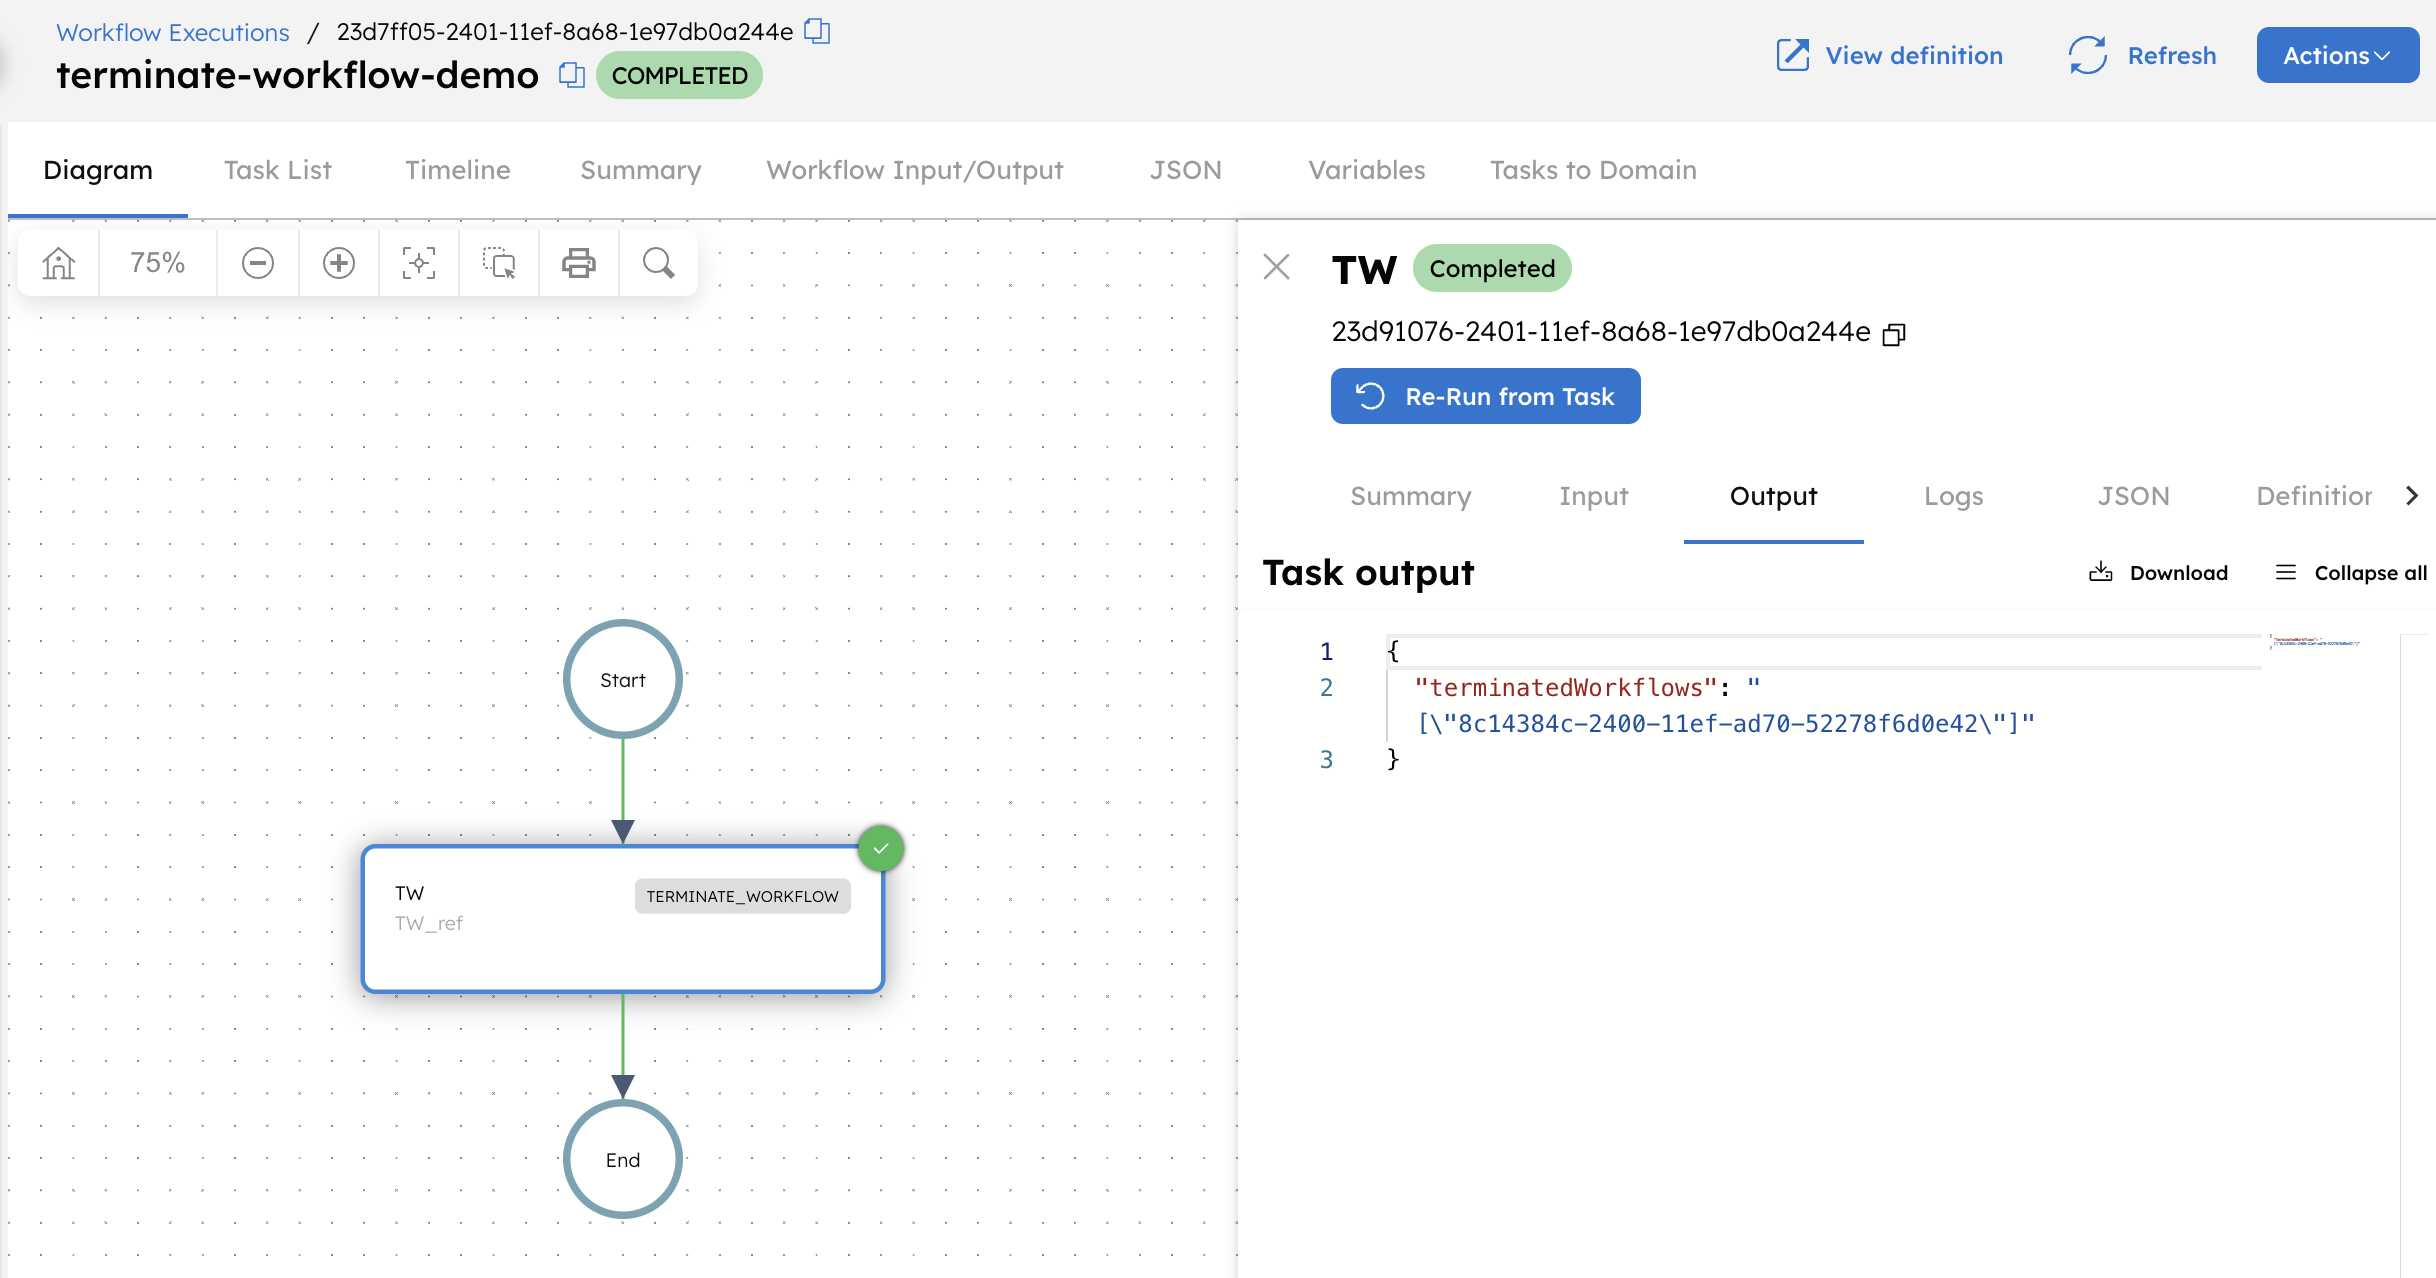 Workflow Executions / 23d7ff05-2401-11ef-8a68-1e97db0a244e
terminate-workflow-demo COMPLETED
View definition Refresh Actions
Diagram Task List Timeline Summary Workflow Input/Output JSON Variables Tasks to Domain
75%
Start
TW TERMINATE_WORKFLOW
TW_ref
End
TW Completed
23d91076-2401-11ef-8a68-1e97db0a244e
Re-Run from Task
Summary Input Output Logs JSON Definitior
Task output Download Collapse all
1 {
2 "terminatedWorkflows": "
[\"8c14384c-2400-11ef-ad70-52278f6d0e42\"]"
3 }